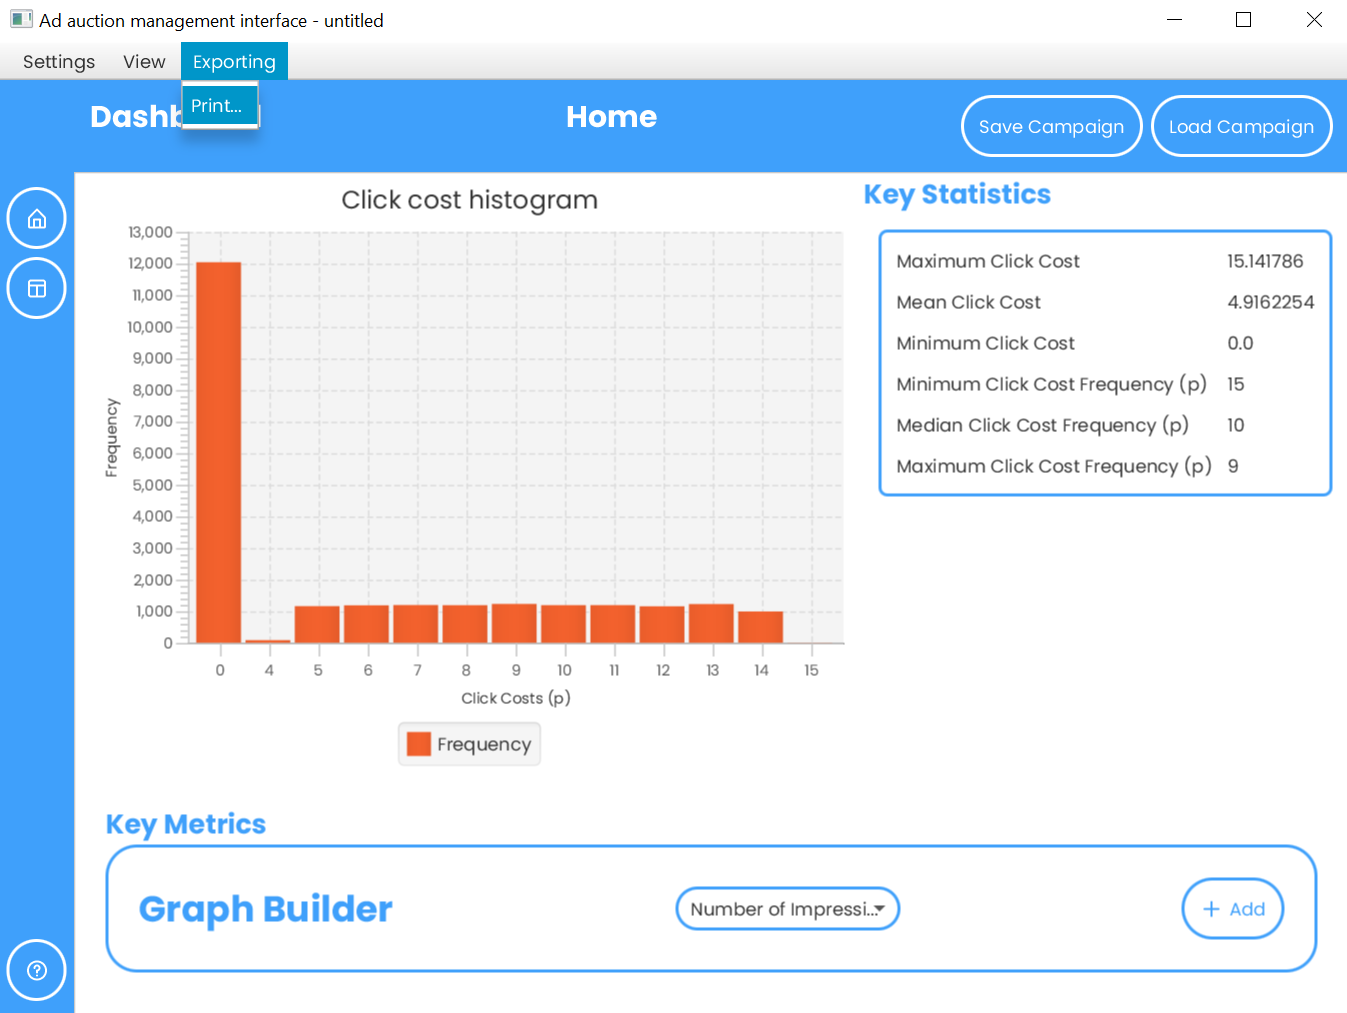 Ad auction management interface - untitled
Settings View Exporting
Print...
Home
Save Campaign
Load Campaign
Click cost histogram
13,000
12,000
11,000
10,000
9,000
8,000
7,000
6,000
5,000
4,000
3,000
2,000
1,000
0
Frequency
0 4 5 6 7 8 9 10 11 12 13 14 15
Click Costs (p)
Frequency
Key Statistics
Maximum Click Cost 15.141786
Mean Click Cost 4.9162254
Minimum Click Cost 0.0
Minimum Click Cost Frequency (p) 15
Median Click Cost Frequency (p) 10
Maximum Click Cost Frequency (p) 9
Key Metrics
Graph Builder
Number of Impressi...
+ Add
?